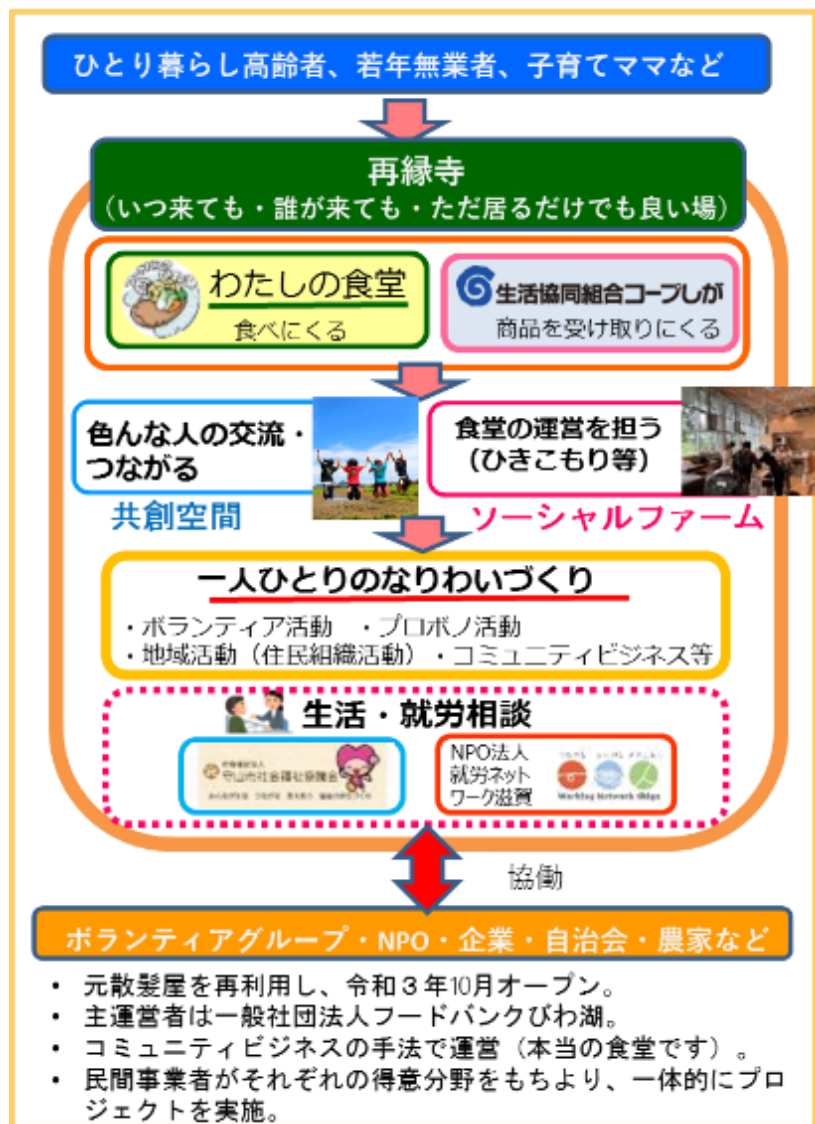 ひとり暮らし高齢者、若年無業者、子育てママなど
再縁寺
（いつ来ても・誰が来ても・ただ居るだけでも良い場）
わたしの食堂
食べにくる
生活協同組合コープしが
商品を受け取りにくる
色んな人の交流・
つながる
共創空間
食堂の運営を担う
（ひきこもり等）
ソーシャルファーム
一人ひとりのなりわいづくり
・ボランティア活動　・プロボノ活動
・地域活動（住民組織活動）・コミュニティビジネス等
生活・就労相談
守山市社会福祉協議会
NPO法人
就労ネット
ワーク滋賀
Working Network Shiga
協働
ボランティアグループ・NPO・企業・自治会・農家など
• 元散髪屋を再利用し、令和３年10月オープン。
• 主運営者は一般社団法人フードバンクびわ湖。
• コミュニティビジネスの手法で運営（本当の食堂です）。
• 民間事業者がそれぞれの得意分野をもちより、一体的にプロ
ジェクトを実施。